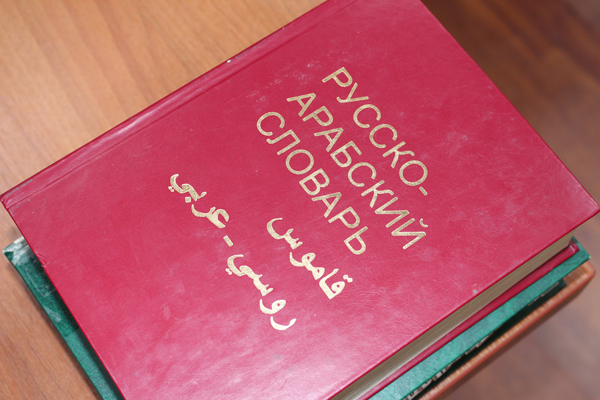 РУССКО-
АРАБСКИЙ
СЛОВАРЬ
قاموس
روسي - عربي